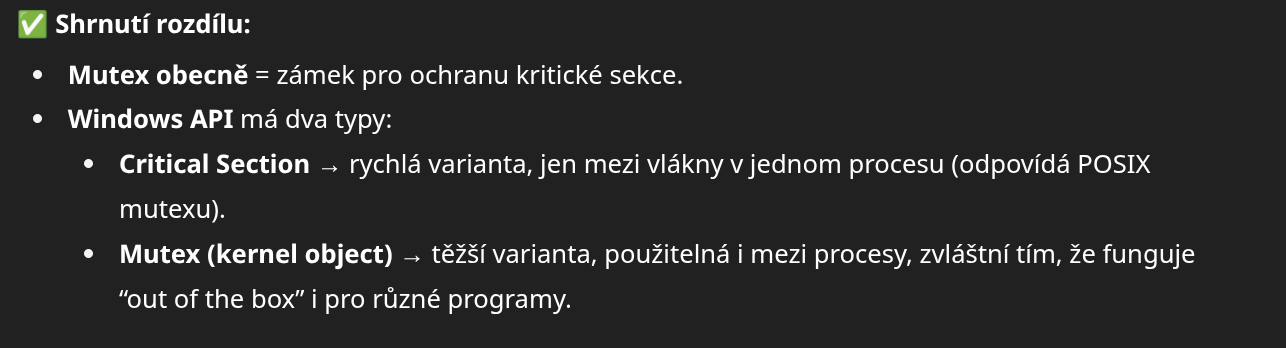 ✅ Shrnutí rozdílu:
• Mutex obecně = zámek pro ochranu kritické sekce.
• Windows API má dva typy:
• Critical Section → rychlá varianta, jen mezi vlákny v jednom procesu (odpovídá POSIX
mutexu).
• Mutex (kernel object) → těžší varianta, použitelná i mezi procesy, zvláštní tím, že funguje
“out of the box” i pro různé programy.